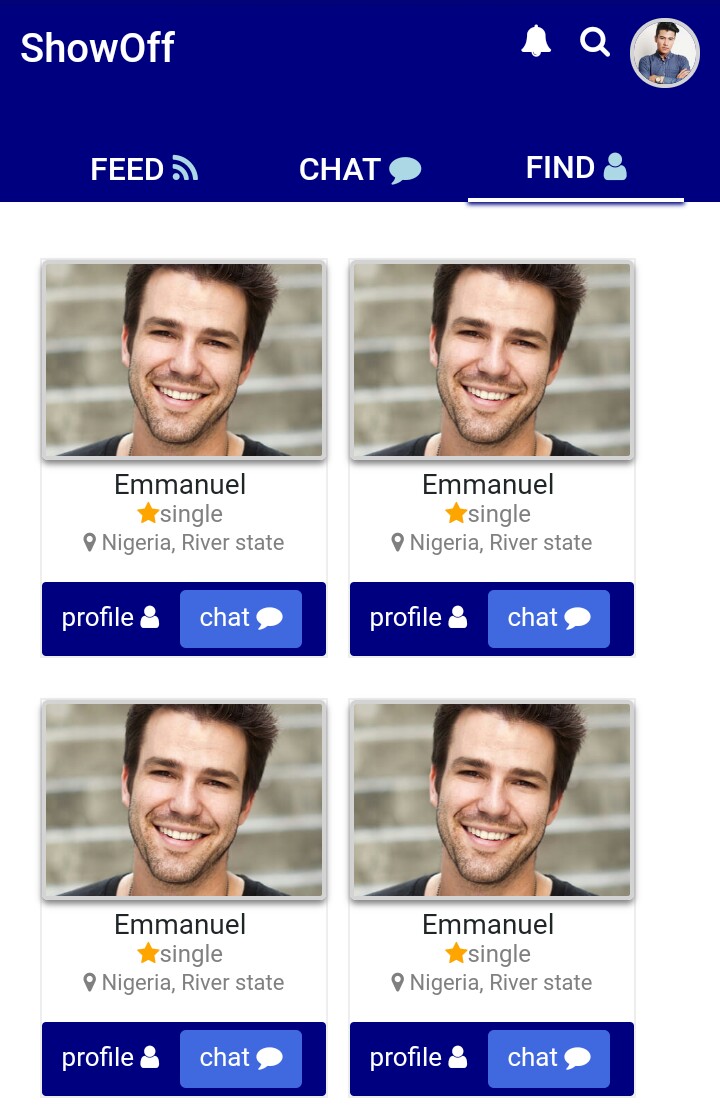 ShowOff
FEED CHAT FIND
Emmanuel Emmanuel
single single
Nigeria, River state Nigeria, River state
profile chat profile chat
Emmanuel Emmanuel
single single
Nigeria, River state Nigeria, River state
profile chat profile chat